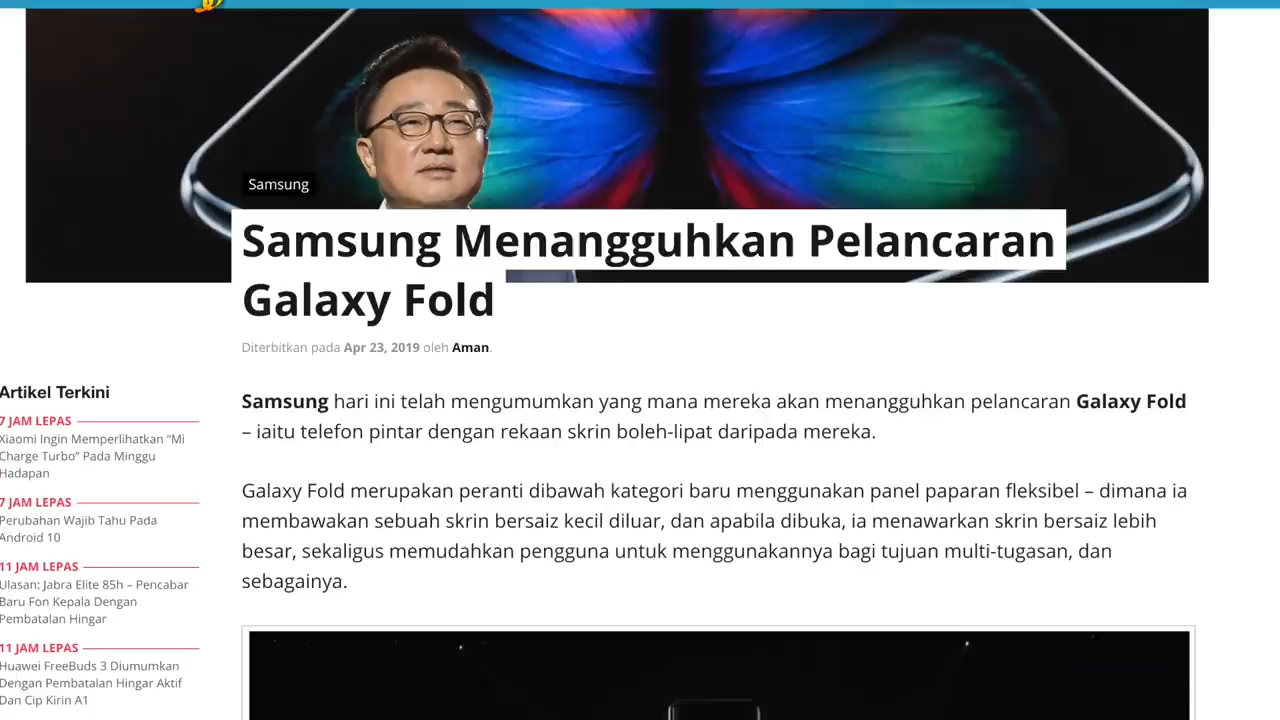 Samsung
Samsung Menangguhkan Pelancaran
Galaxy Fold
Diterbitkan pada Apr 23, 2019 oleh Aman.
Artikel Terkini
7 JAM LEPAS
Xiaomi Ingin Memperlihatkan “Mi
Charge Turbo” Pada Minggu
Hadapan
7 JAM LEPAS
Perubahan Wajib Tahu Pada
Android 10
11 JAM LEPAS
Ulasan: Jabra Elite 85h – Pencabar
Baru Fon Kepala Dengan
Pembatalan Hingar
11 JAM LEPAS
Huawei FreeBuds 3 Diumumkan
Dengan Pembatalan Hingar Aktif
Dan Cip Kirin A1
Samsung hari ini telah mengumumkan yang mana mereka akan menangguhkan pelancaran Galaxy Fold
– iaitu telefon pintar dengan rekaan skrin boleh-lipat daripada mereka.
Galaxy Fold merupakan peranti dibawah kategori baru menggunakan panel paparan fleksibel – dimana ia
membawakan sebuah skrin bersaiz kecil diluar, dan apabila dibuka, ia menawarkan skrin bersaiz lebih
besar, sekaligus memudahkan pengguna untuk menggunakannya bagi tujuan multi-tugasan, dan
sebagainya.